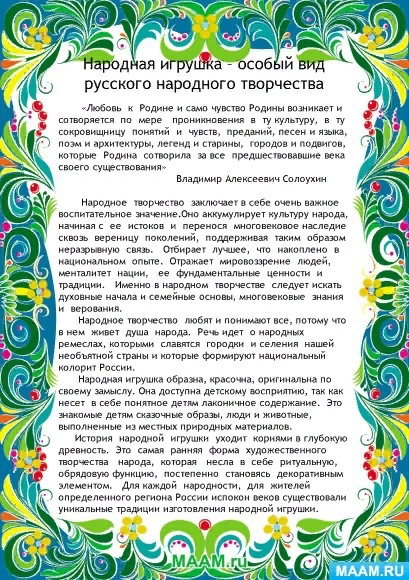 Народная игрушка – особый вид
русского народного творчества
«Любовь к Родине и само чувство Родины возникает и
сотворяется по мере проникновения в ту культуру, в ту
сокровищницу понятий и чувств, преданий, песен и языка,
поэм и архитектуры, легенд и старины, городов и подвигов,
которые Родина сотворила за все предшествовавшие века
своего существования»
Владимир Алексеевич Солоухин
Народное творчество заключает в себе очень важное
воспитательное значение.Оно аккумулирует культуру народа,
начиная с ее истоков и перенося многовековое наследие
сквозь вереницу поколений, поддерживая таким образом
неразрывную связь. Отбирает лучшее, что накоплено в
национальном опыте. Отражает мировоззрение людей,
менталитет нации, ее фундаментальные ценности и
традиции. Именно в народном творчестве следует искать
духовные начала и семейные основы, многовековые знания
и верования.
Народное творчество любят и понимают все, потому что
в нем живет душа народа. Речь идет о народных
ремеслах, которыми славятся городки и селения нашей
необъятной страны и которые формируют национальный
колорит России.
Народная игрушка образна, красочна, оригинальна по
своему замыслу. Она доступна детскому восприятию, так как
несет в себе понятное детям лаконичное содержание. Это
знакомые детям сказочные образы, люди и животные,
выполненные из местных природных материалов.
История народной игрушки уходит корнями в глубокую
древность. Это самая ранняя форма художественного
творчества народа, которая несла в себе ритуальную,
обрядовую функцию, постепенно становясь декоративным
элементом. Для каждой народности, для жителей
определенного региона России испокон веков существовали
уникальные традиции изготовления народной игрушки.
MAAM.ru
MAAM.RU